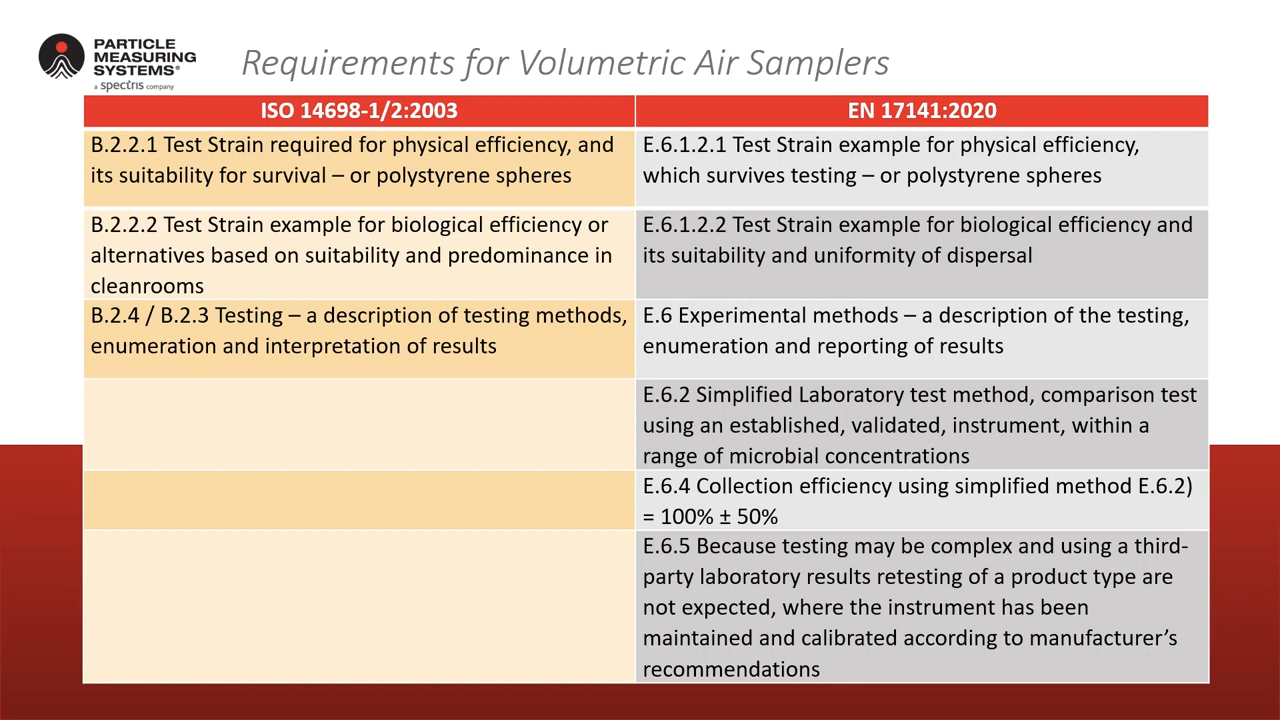 PARTICLE
MEASURING
SYSTEMS®
a spectris company
Requirements for Volumetric Air Samplers
ISO 14698-1/2:2003
EN 17141:2020
B.2.2.1 Test Strain required for physical efficiency, and
its suitability for survival – or polystyrene spheres
E.6.1.2.1 Test Strain example for physical efficiency,
which survives testing – or polystyrene spheres
B.2.2.2 Test Strain example for biological efficiency or
alternatives based on suitability and predominance in
cleanrooms
E.6.1.2.2 Test Strain example for biological efficiency and
its suitability and uniformity of dispersal
B.2.4 / B.2.3 Testing – a description of testing methods,
enumeration and interpretation of results
E.6 Experimental methods – a description of the testing,
enumeration and reporting of results
E.6.2 Simplified Laboratory test method, comparison test
using an established, validated, instrument, within a
range of microbial concentrations
E.6.4 Collection efficiency using simplified method E.6.2)
= 100% ± 50%
E.6.5 Because testing may be complex and using a third-
party laboratory results retesting of a product type are
not expected, where the instrument has been
maintained and calibrated according to manufacturer’s
recommendations